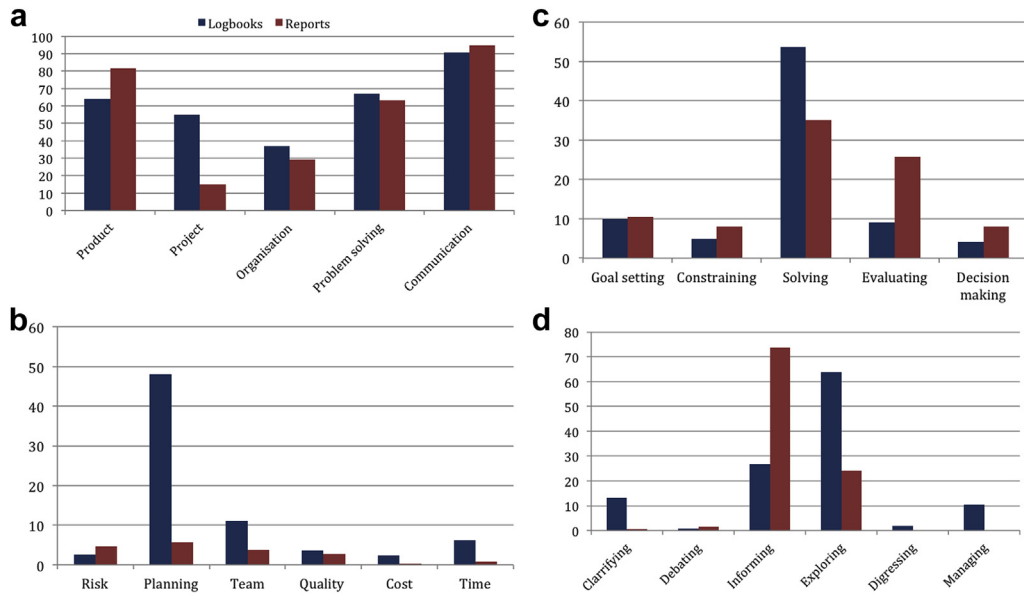 a
Logbooks Reports
100
90
80
70
60
50
40
30
20
10
0
Product
Project
Organisation
Problem solving
Communication
c
60
50
40
30
20
10
0
Goal setting Constraining Solving Evaluating Decision
making
b
60
50
40
30
20
10
0
Risk Planning Team Quality Cost Time
d
80
70
60
50
40
30
20
10
0
Clarifying
Debating
Informing
Exploring
Digressing
Managing